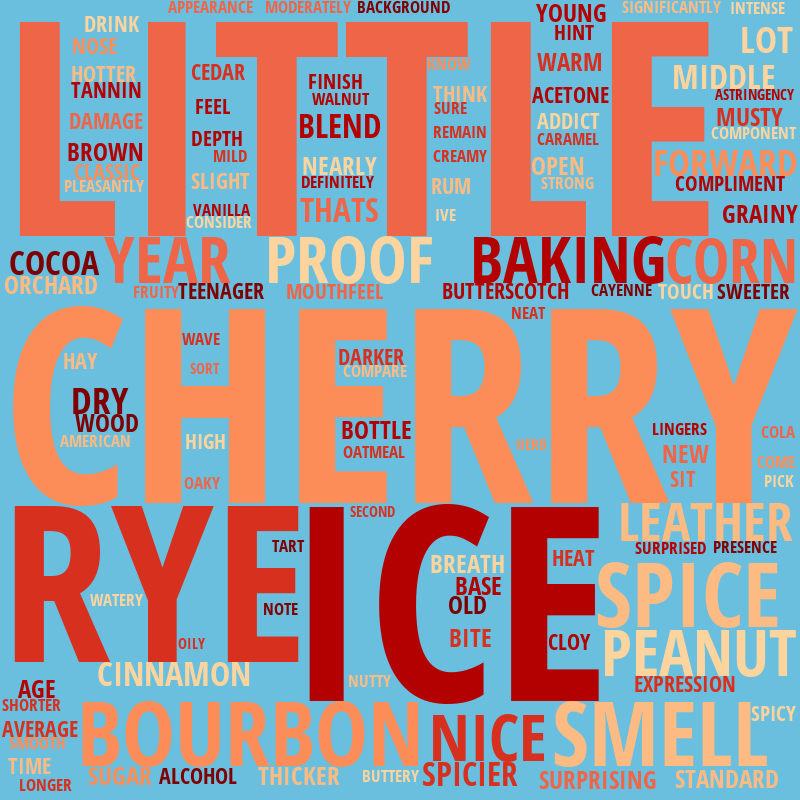 APPEARANCE MODERATELY BACKGROUND YOUNG SIGNIFICANTLY INTENSE
DRINK HINT
LITTLE
NOSE LOT
HOTTER CEDAR KNOW WARM MIDDLE
TANNIN FINISH THINK ACETONE ASTRINGENCY
FEEL WALNUT SURE
DAMAGE BLEND ADDICT MUSTY
DEPTH REMAIN CARAMEL COMPONENT
BROWN MILD CREAMY
CLASSIC NEARLY OPEN FORWARD
PLEASANTLY SLIGHT DEFINITELY RUM STRONG COMPLIMENT
VANILLA THATS IVE GRAINY
CONSIDER
COCOA YEAR PROOF BAKING CORN
ORCHARD FRUITY TEENAGER MOUTHFEEL BUTTERSCOTCH CAYENNE TOUCH SWEETER
NEAT
CHERRY
WAVE
HAY SORT DARKER
COMPARE
DRY
WOOD BOTTLE LINGERS COLA
AMERICAN HIGH OATMEAL HERB NEW COME
OAKY SIT PICK
RYE ICE
SECOND LEATHER
TART BREATH HEAT SURPRISED PRESENCE
BASE SPICE
WATERY NOTE OLD
OILY BITE CLOY PEANUT
CINNAMON NUTTY EXPRESSION
AGE
SHORTER BOURBON NICE SMELL SPICY
AVERAGE
SMOOTH
TIME SUGAR ALCOHOL THICKER BUTTERY SPICIER SURPRISING STANDARD
LONGER